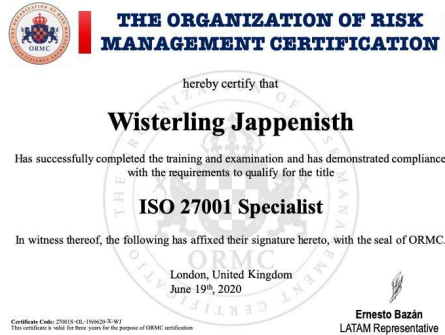 THE ORGANIZATION OF RISK
MANAGEMENT CERTIFICATION
ORMC
hereby certify that
Wisterling Jappenisth
Has successfully completed the training and examination and has demonstrated compliance
with the requirements to qualify for the title
ISO 27001 Specialist
In witness thereof, the following has affixed their signature hereto, with the seal of ORMC.
ORMC
London, United Kingdom
June 19th, 2020
Ernesto Bazán
LATAM Representative
Certificate Code: 27001S-OL-190620-X-WJ
This certificate is valid for three years for the purpose of ORMC certification